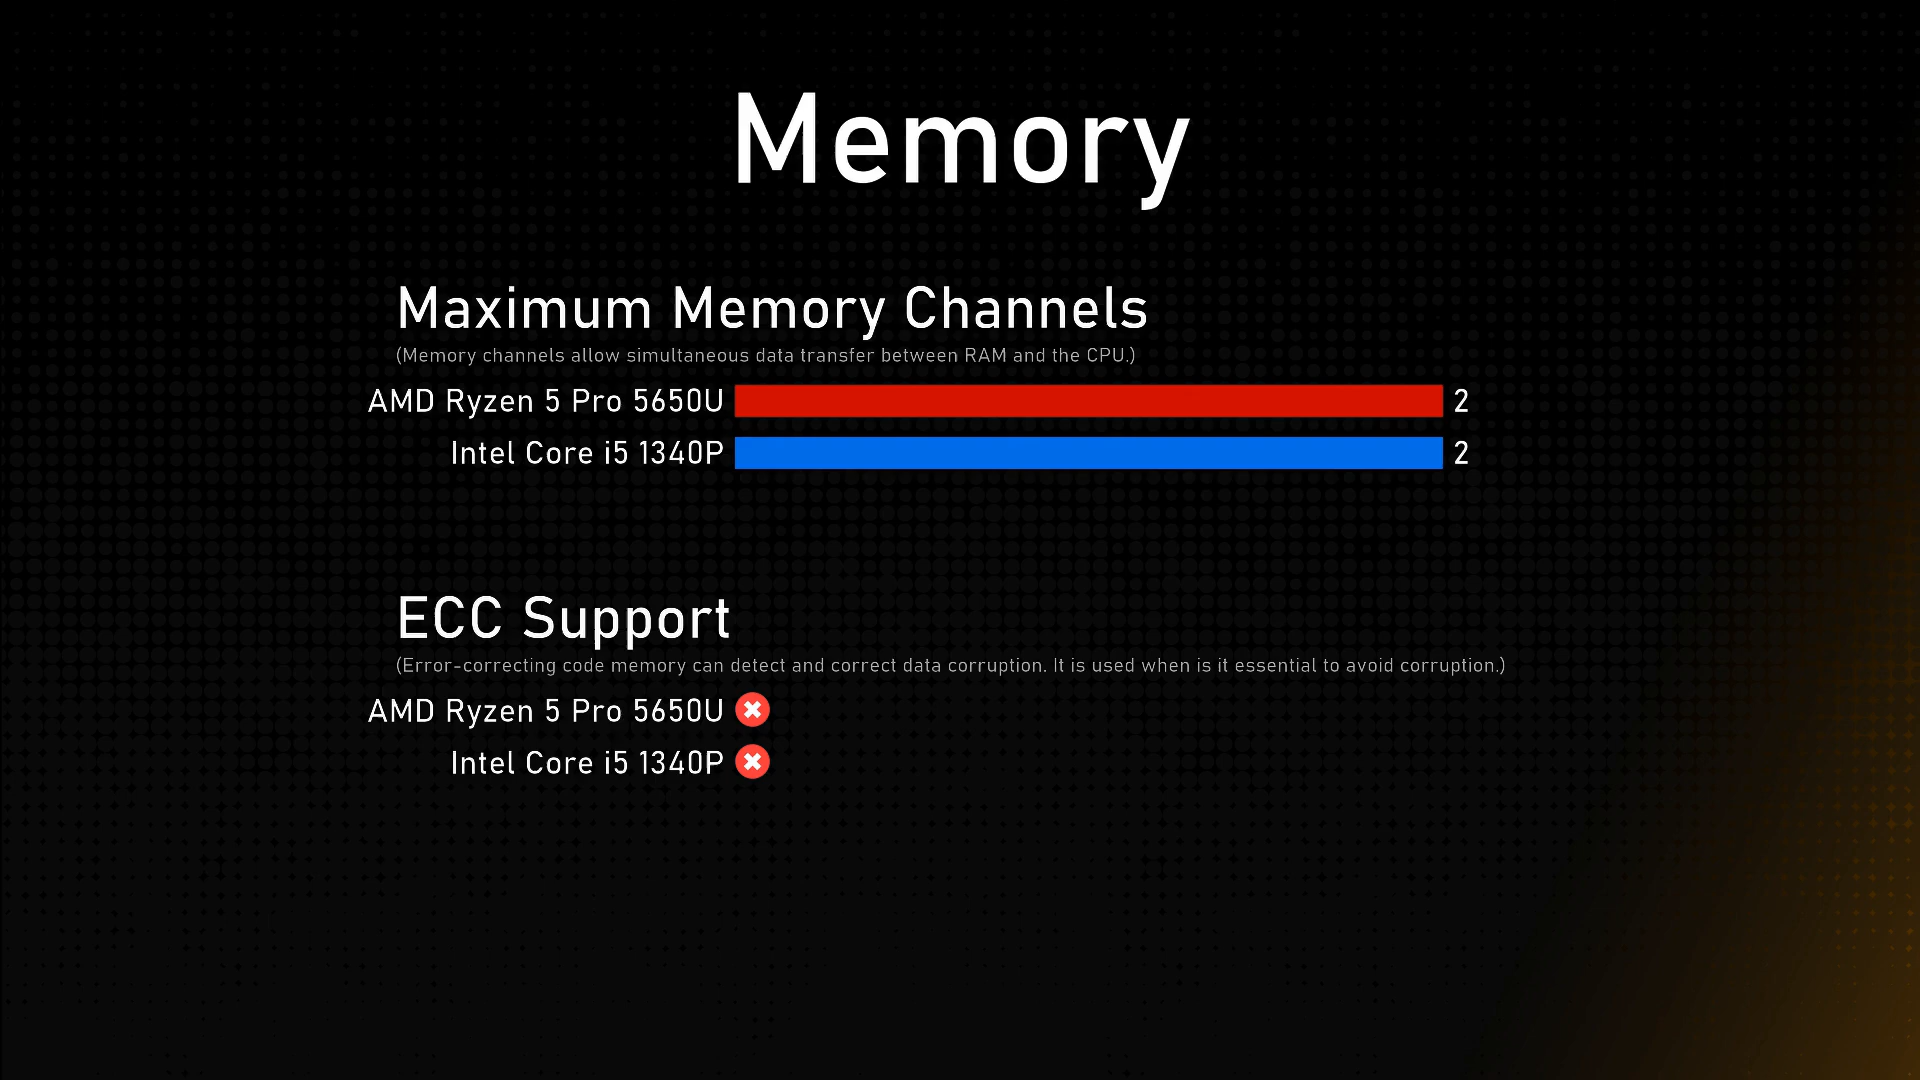 Memory
Maximum Memory Channels
(Memory channels allow simultaneous data transfer between RAM and the CPU.)
AMD Ryzen 5 Pro 5650U 2
Intel Core i5 1340P 2
ECC Support
(Error-correcting code memory can detect and correct data corruption. It is used when is it essential to avoid corruption.)
AMD Ryzen 5 Pro 5650U
Intel Core i5 1340P